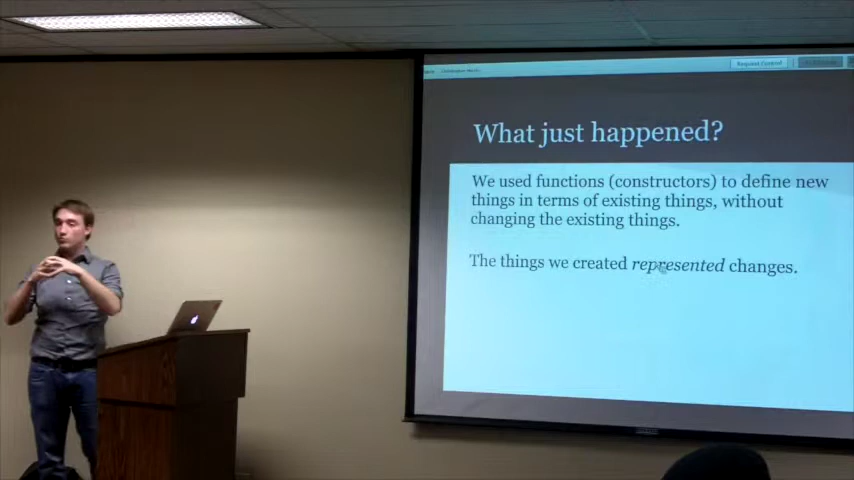 Request Control
What just happened?
We used functions (constructors) to define new
things in terms of existing things, without
changing the existing things.
The things we created represented changes.